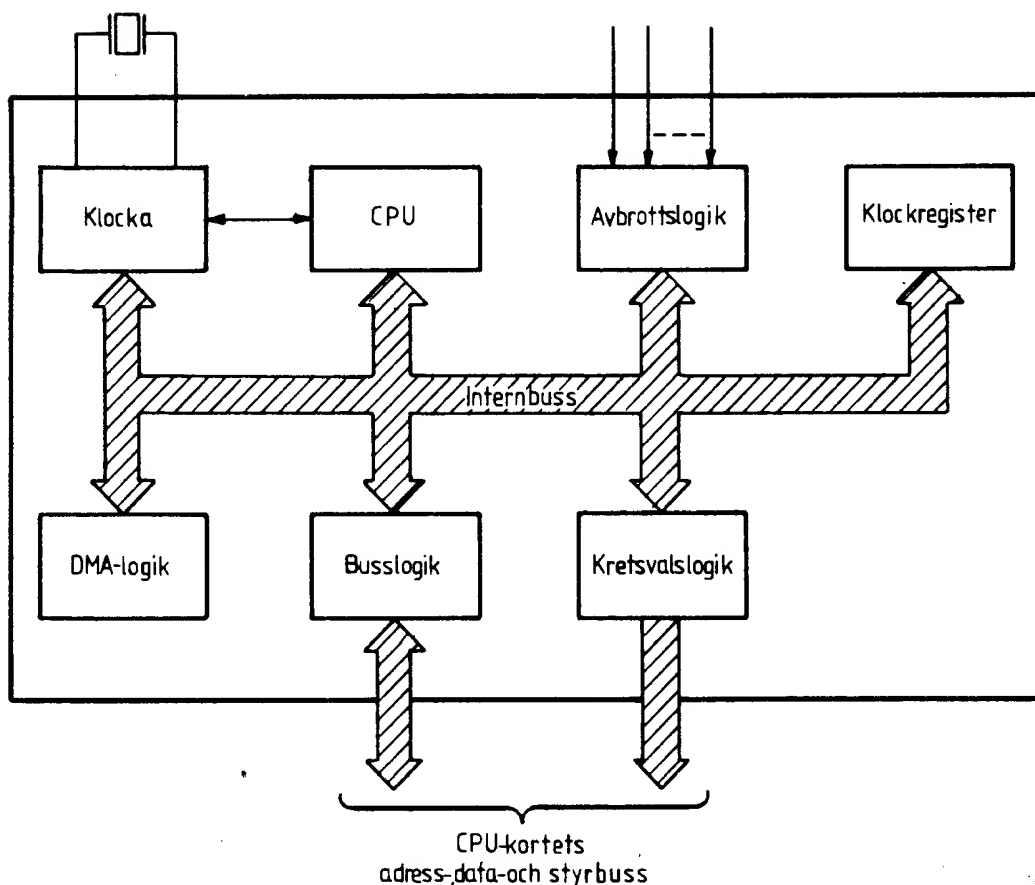 Klocka
CPU
Avbrottslogik
Klockregister
Internbuss
DMA-logik
Busslogik
Kretsvalslogik
CPU-kortets
adress-,data-och styrbuss